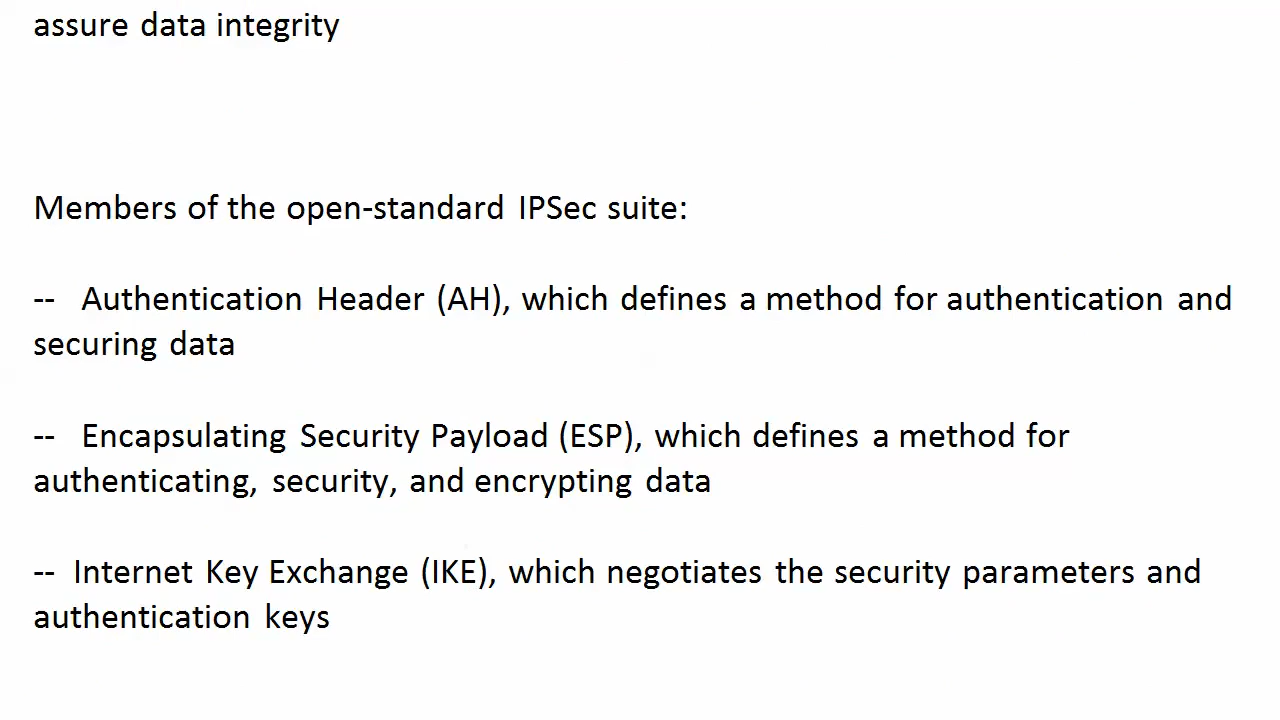 assure data integrity
Members of the open-standard IPSec suite:
-- Authentication Header (AH), which defines a method for authentication and
securing data
-- Encapsulating Security Payload (ESP), which defines a method for
authenticating, security, and encrypting data
-- Internet Key Exchange (IKE), which negotiates the security parameters and
authentication keys